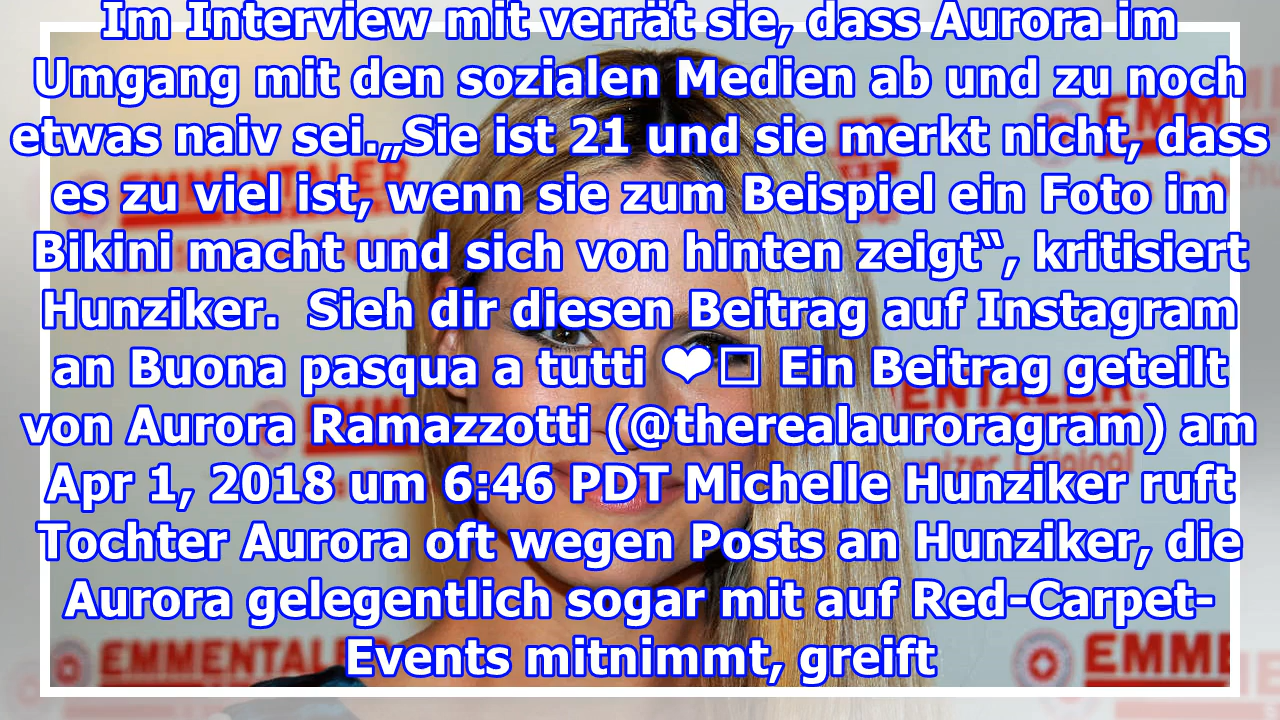 Im Interview mit verrät sie, dass Aurora im
Umgang mit den sozialen Medien ab und zu noch
etwas naiv sei.„Sie ist 21 und sie merkt nicht, dass
es zu viel ist, wenn sie zum Beispiel ein Foto im
Bikini macht und sich von hinten zeigt“, kritisiert
Hunziker.  Sieh dir diesen Beitrag auf Instagram
an Buona pasqua a tutti ❤□ Ein Beitrag geteilt
von Aurora Ramazzotti (@therealauroragram) am
Apr 1, 2018 um 6:46 PDT Michelle Hunziker ruft
Tochter Aurora oft wegen Posts an Hunziker, die
Aurora gelegentlich sogar mit auf Red-Carpet-
Events mitnimmt, greift
EMMENTALER
EMME